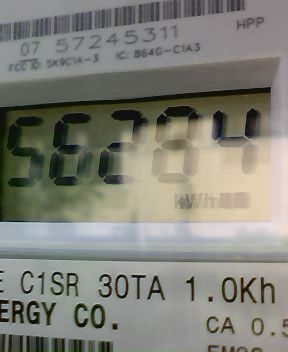 HPP
07 57245311
FCC ID: SK9C1A-3 IC: 864G-C1A3
56284
kWh
E C1SR 30TA 1.0Kh
ERGY CO.
CA 0.5